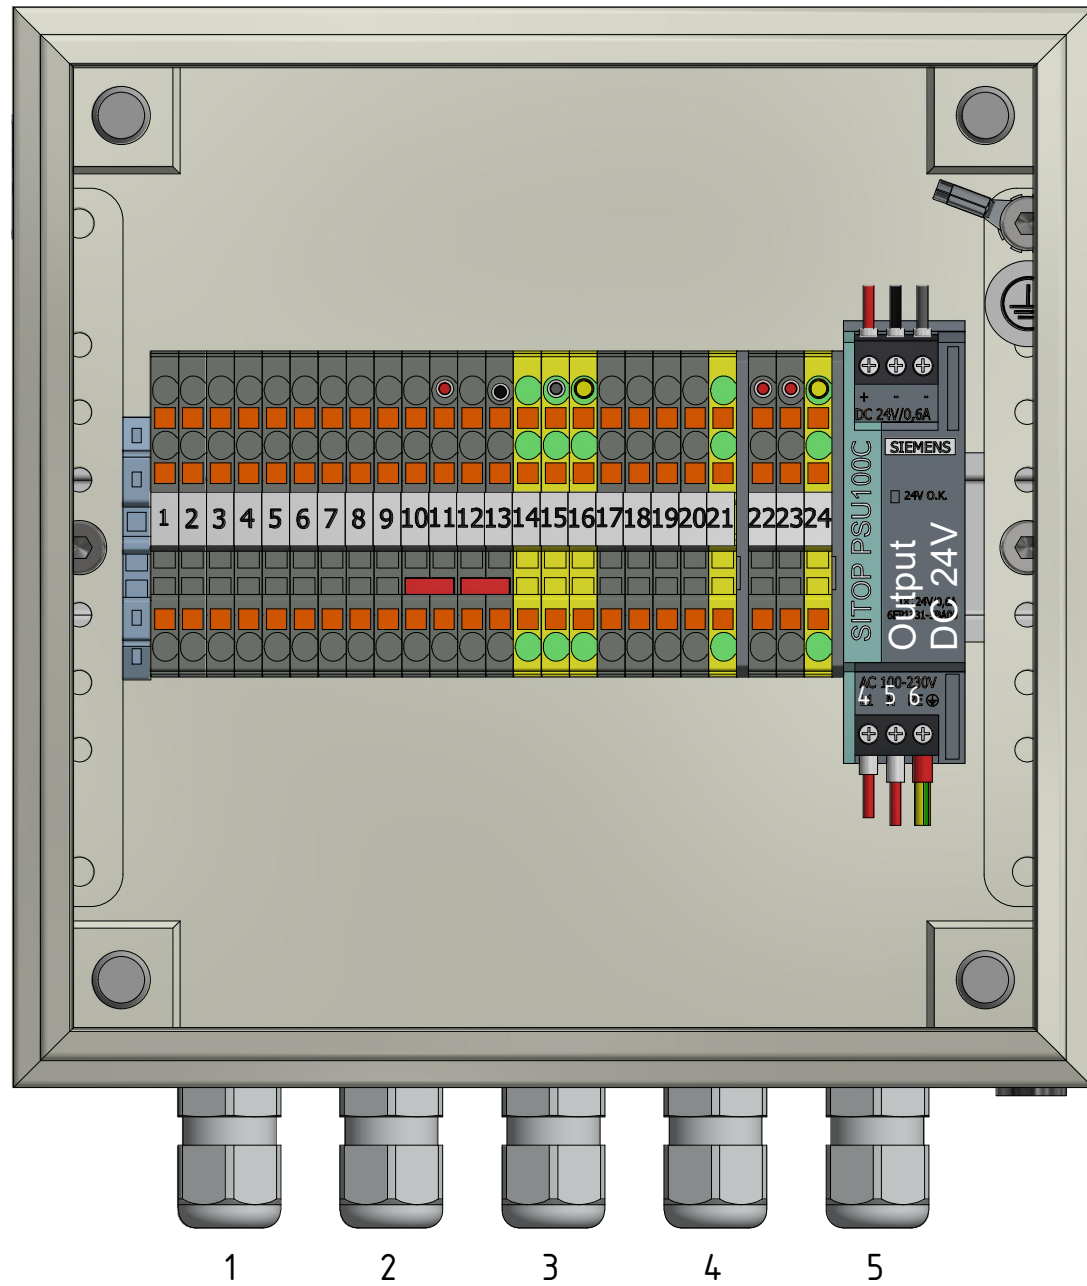 + - -
DC 24V/0,6A
SIEMENS
24V O.K.
SITOP PSU100C
Output
DC 24V
1 2 3 4 5 6 7 8 9 10 11 12 13 14 15 16 17 18 19 20 21 22 23 24
AC 100-230V
4 5 6
1 2 3 4 5